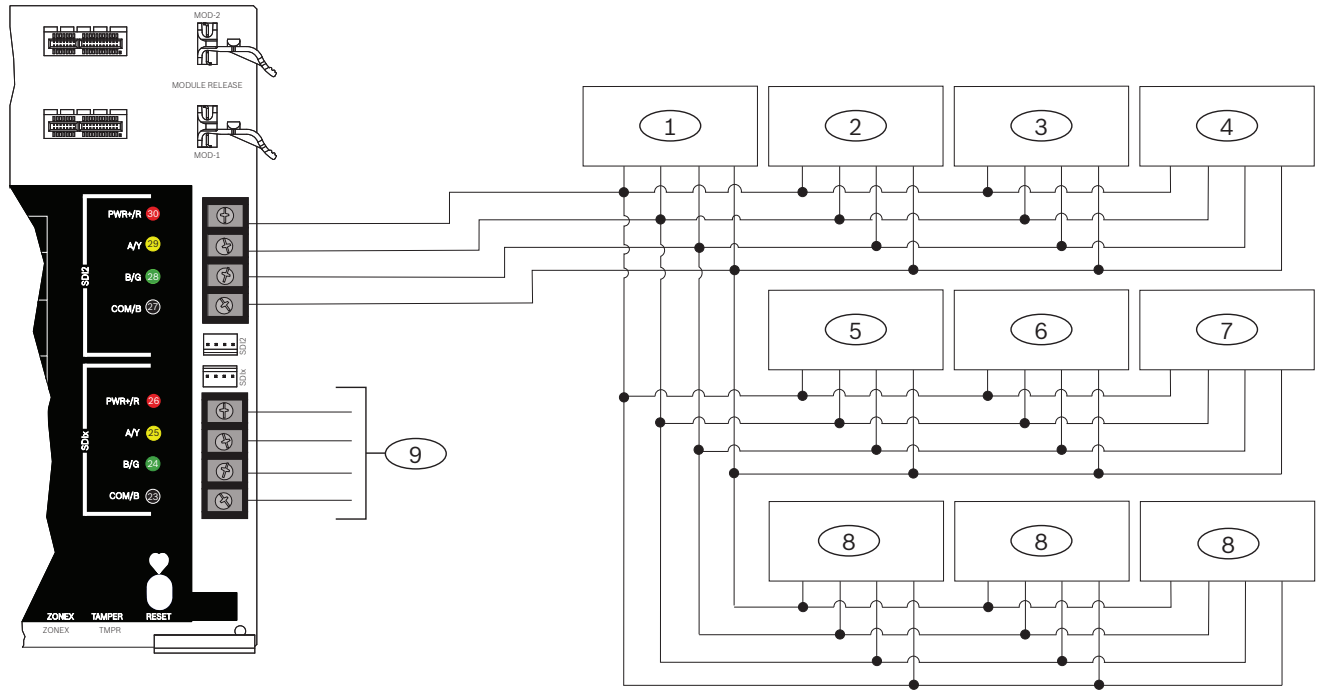 MOD-2
MODULE RELEASE
MOD-1
1
2
3
4
PWR+/R 30
A/Y 29
B/G 28
COM/B 27
SDI2
SDI2
SDIx
5
6
7
PWR+/R 26
A/Y 25
B/G 24
COM/B 23
SDIx
9
8
8
8
ZONEX TAMPER RESET
ZONEX TMPR